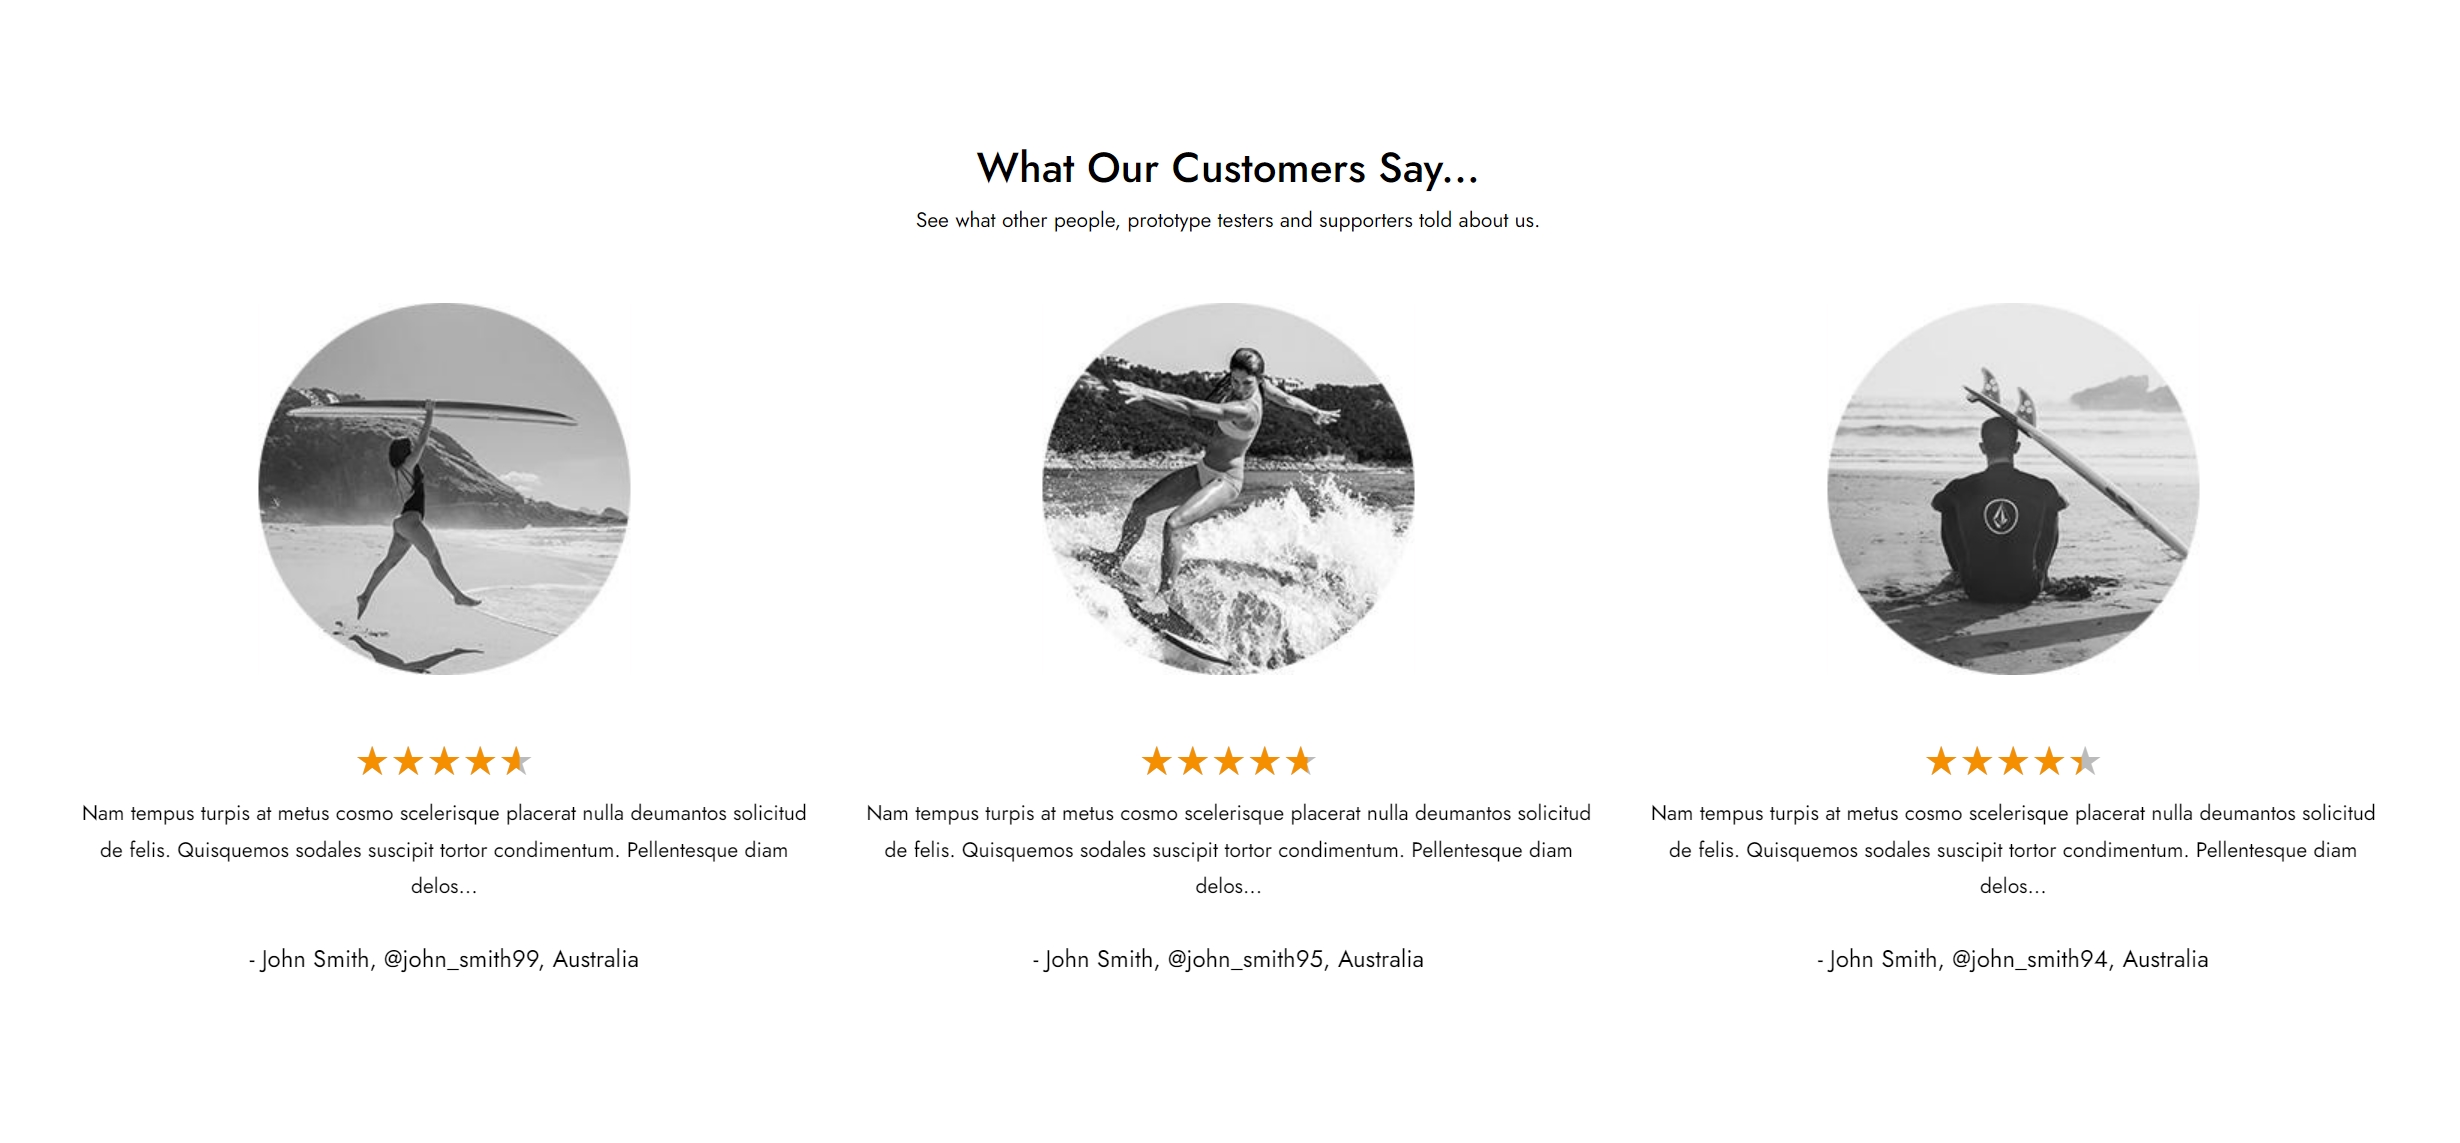 What Our Customers Say...
See what other people, prototype testers and supporters told about us.
Nam tempus turpis at metus cosmo scelerisque placerat nulla deumantos solicitud
de felis. Quisquemos sodales suscipit tortor condimentum. Pellentesque diam
delos...
- John Smith, @john_smith99, Australia
Nam tempus turpis at metus cosmo scelerisque placerat nulla deumantos solicitud
de felis. Quisquemos sodales suscipit tortor condimentum. Pellentesque diam
delos...
- John Smith, @john_smith95, Australia
Nam tempus turpis at metus cosmo scelerisque placerat nulla deumantos solicitud
de felis. Quisquemos sodales suscipit tortor condimentum. Pellentesque diam
delos...
- John Smith, @john_smith94, Australia